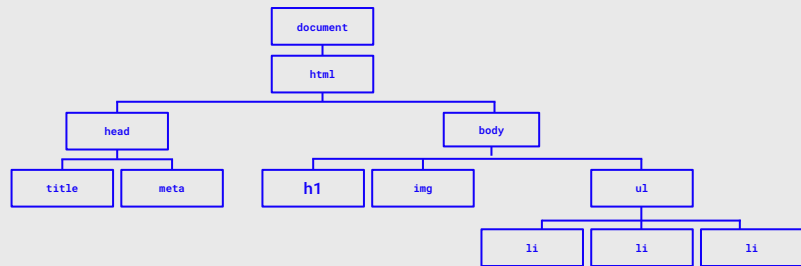 document
html
head
body
title
meta
h1
img
ul
li
li
li